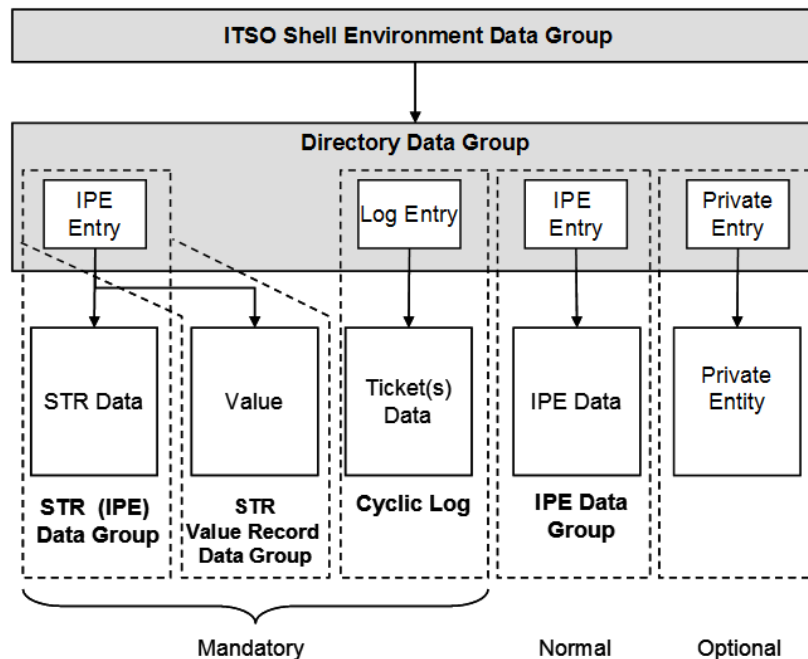 ITSO Shell Environment Data Group
Directory Data Group
IPE
Entry
Log Entry
IPE
Entry
Private
Entry
STR Data
Value
Ticket(s)
Data
IPE Data
Private
Entity
STR (IPE)
Data Group
STR
Value Record
Data Group
Cyclic Log
IPE Data
Group
Mandatory
Normal
Optional